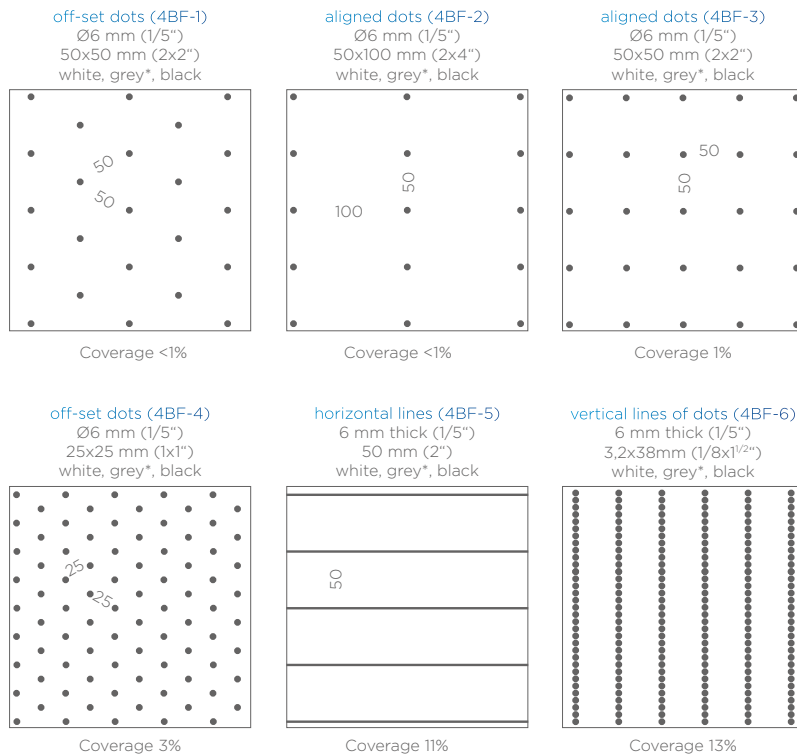 off-set dots (4BF-1)
Ø6 mm (1/5“)
50x50 mm (2x2“)
white, grey*, black
50
50
Coverage <1%
aligned dots (4BF-2)
Ø6 mm (1/5“)
50x100 mm (2x4“)
white, grey*, black
50
100
Coverage <1%
aligned dots (4BF-3)
Ø6 mm (1/5“)
50x50 mm (2x2“)
white, grey*, black
50
50
Coverage 1%
off-set dots (4BF-4)
Ø6 mm (1/5“)
25x25 mm (1x1“)
white, grey*, black
25
25
Coverage 3%
horizontal lines (4BF-5)
6 mm thick (1/5“)
50 mm (2“)
white, grey*, black
50
Coverage 11%
vertical lines of dots (4BF-6)
6 mm thick (1/5“)
3,2x38mm (1/8x1¹ᐟ²“)
white, grey*, black
Coverage 13%